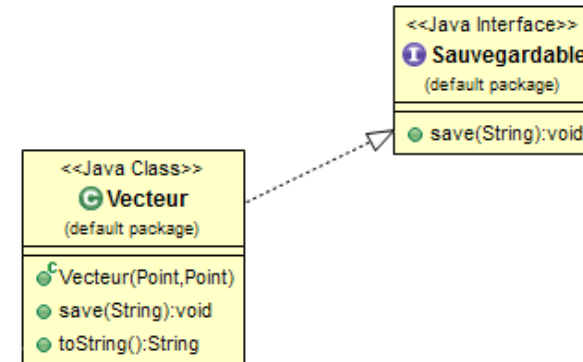 <<Java Interface>>
I Sauvegardable
(default package)
save(String):void
<<Java Class>>
C Vecteur
(default package)
c Vecteur(Point,Point)
save(String):void
toString():String